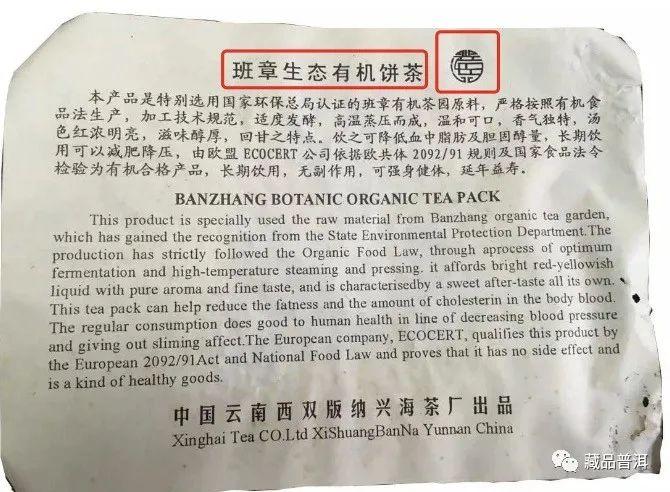 班章生态有机饼茶
本产品是特别选用国家环保总局认证的班章有机茶园原料，严格按照有机食
品法生产，加工技术规范，适度发酵，高温蒸压而成，温和可口，香气独特，汤
色红浓明亮，滋味醇厚，回甘之特点。饮之可降低血中脂肪及胆固醇量，长期饮
用可以减肥降压，由欧盟 ECOCERT 公司依据欧共体 2092/91 规则及国家食品法令
检验为有机合格产品，长期饮用，无副作用，可强身健体，延年益寿。
BANZHANG BOTANIC ORGANIC TEA PACK
This product is specially used the raw material from Banzhang organic tea garden,
which has gained the recognition from the State Environmental Protection Department.The
production has strictly followed the Organic Food Law, through aprocess of optimum
fermentation and high-temperature steaming and pressing. it affords bright red-yellowish
liquid with pure aroma and fine taste, and is characterisedby a sweet after-taste all its own.
This tea pack can help reduce the fatness and the amount of cholesterin in the body blood.
The regular consumption does good to human health in line of decreasing blood pressure
and giving out sliming affect.The European company, ECOCERT, qualifies this product by
the European 2092/91Act and National Food Law and proves that it has no side effect and
is a kind of healthy goods.
中国云南西双版纳兴海茶厂出品
Xinghai Tea CO.Ltd XiShuangBanNa Yunnan China
藏品普洱